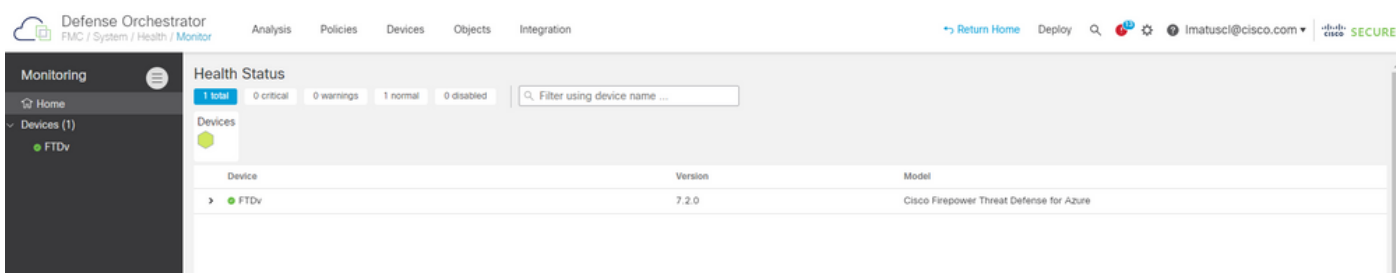 Defense Orchestrator
FMC / System / Health / Monitor
Analysis Policies Devices Objects Integration
Return Home Deploy 12 lmatuscl@cisco.com
cisco SECURE
Monitoring
Home
Devices (1)
FTDv
Health Status
1 total 0 critical 0 warnings 1 normal 0 disabled Filter using device name ...
Devices
Device Version Model
FTDv 7.2.0 Cisco Firepower Threat Defense for Azure